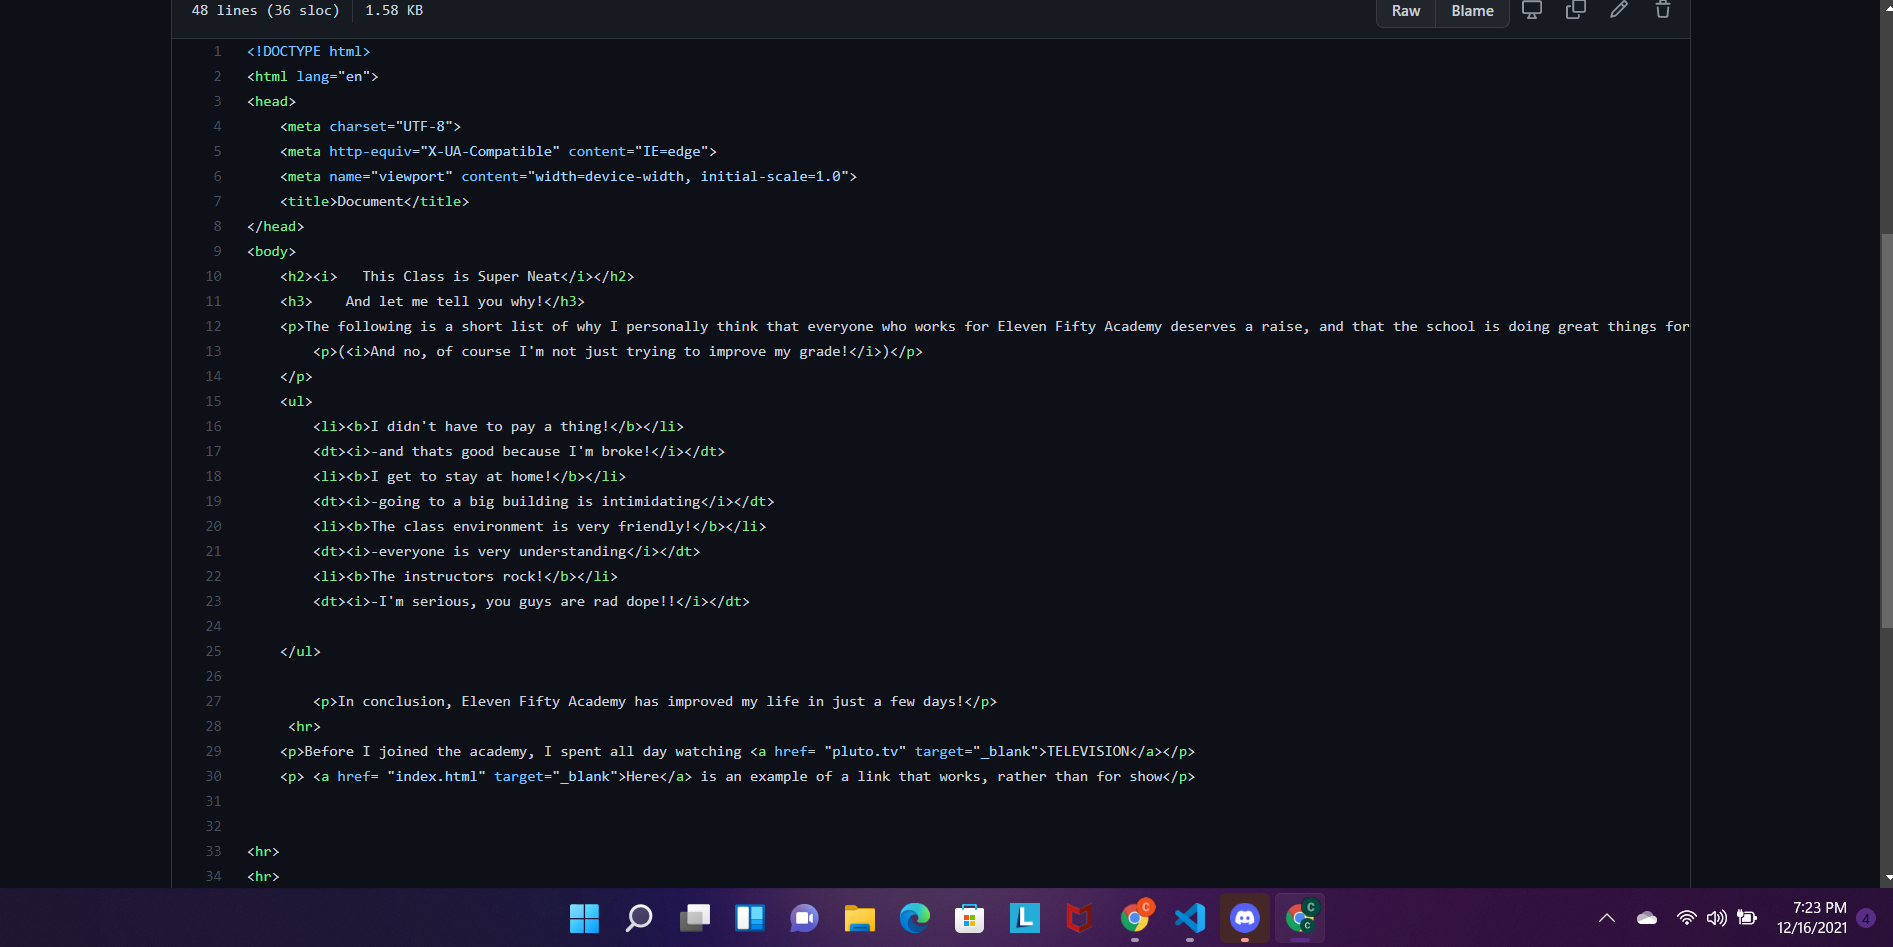 48 lines (36 sloc) 1.58 KB Raw Blame
1 <!DOCTYPE html>
2 <html lang="en">
3 <head>
4     <meta charset="UTF-8">
5     <meta http-equiv="X-UA-Compatible" content="IE=edge">
6     <meta name="viewport" content="width=device-width, initial-scale=1.0">
7     <title>Document</title>
8 </head>
9 <body>
10     <h2><i>   This Class is Super Neat</i></h2>
11     <h3>    And let me tell you why!</h3>
12     <p>The following is a short list of why I personally think that everyone who works for Eleven Fifty Academy deserves a raise, and that the school is doing great things for
13         <p>(<i>And no, of course I'm not just trying to improve my grade!</i>)</p>
14     </p>
15     <ul>
16         <li><b>I didn't have to pay a thing!</b></li>
17         <dt><i>-and thats good because I'm broke!</i></dt>
18         <li><b>I get to stay at home!</b></li>
19         <dt><i>-going to a big building is intimidating</i></dt>
20         <li><b>The class environment is very friendly!</b></li>
21         <dt><i>-everyone is very understanding</i></dt>
22         <li><b>The instructors rock!</b></li>
23         <dt><i>-I'm serious, you guys are rad dope!!</i></dt>
24
25     </ul>
26
27         <p>In conclusion, Eleven Fifty Academy has improved my life in just a few days!</p>
28      <hr>
29     <p>Before I joined the academy, I spent all day watching <a href= "pluto.tv" target="_blank">TELEVISION</a></p>
30     <p> <a href= "index.html" target="_blank">Here</a> is an example of a link that works, rather than for show</p>
31
32
33 <hr>
34 <hr>
L C C C
7:23 PM
12/16/2021 4